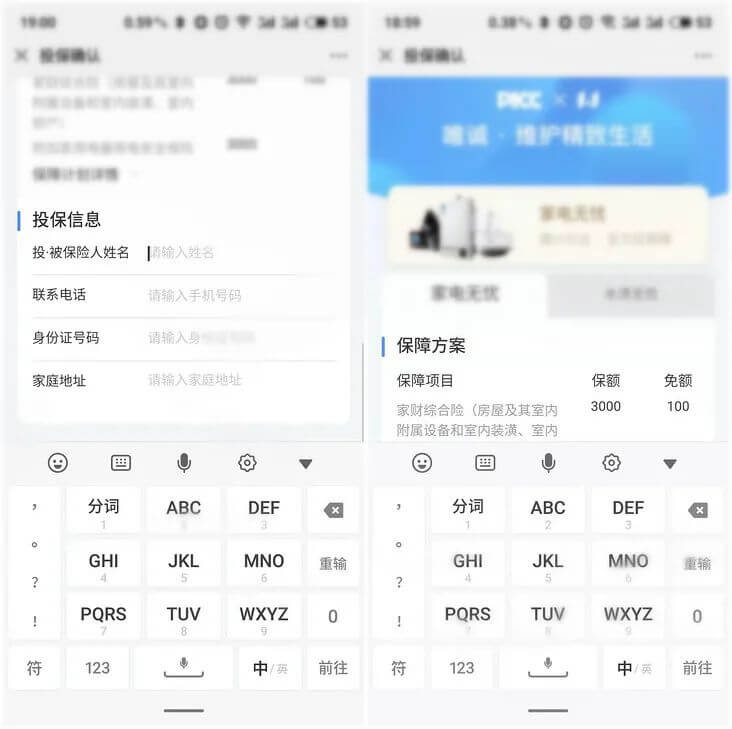 19:00
0.59
53
投保确认
家财综合险（房屋及其室内
附属设备和室内装潢、室内
3000
100
3000
保障计划详情
投保信息
投·被保险人姓名 请输入姓名
联系电话 请输入手机号码
身份证号码 请输入身份证号码
家庭地址 请输入家庭地址
， 分词 ABC DEF
1 2 3
。 GHI JKL MNO 重输
4 5 6
？
！ PQRS TUV WXYZ 0
7 8 9
符 123 中/英 前往
18:59
0.38
53
投保确认
PICC ×
唯诚 · 维护精致生活
家电无忧
家电无忧
保障方案
保障项目 保额 免额
家财综合险（房屋及其室内 3000 100
附属设备和室内装潢、室内
， 分词 ABC DEF
1 2 3
。 GHI JKL MNO 重输
4 5 6
？
！ PQRS TUV WXYZ 0
7 8 9
符 123 中/英 前往